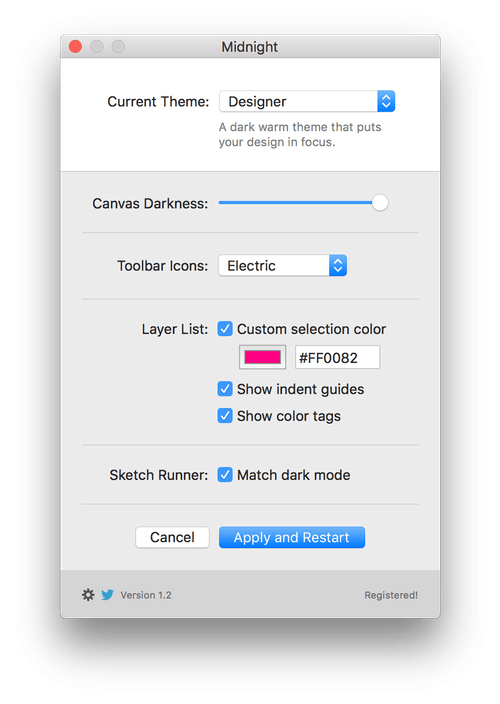 Midnight
Current Theme: Designer
A dark warm theme that puts
your design in focus.
Canvas Darkness:
Toolbar Icons: Electric
Layer List: Custom selection color
#FF0082
Show indent guides
Show color tags
Sketch Runner: Match dark mode
Cancel Apply and Restart
Version 1.2 Registered!